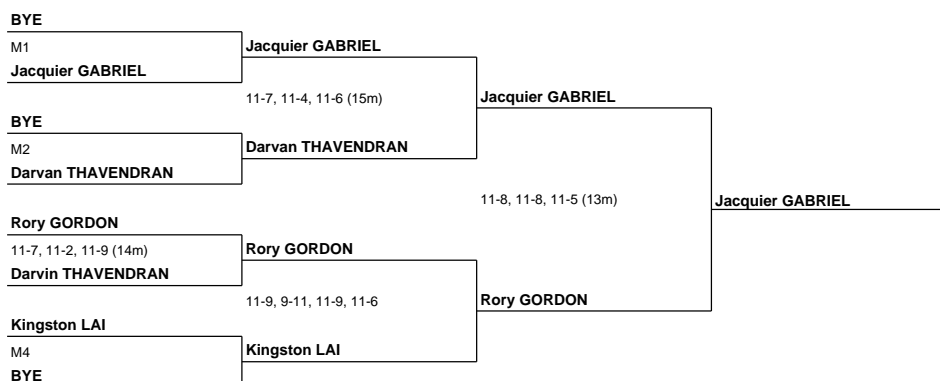 BYE
M1
Jacquier GABRIEL
BYE
M2
Darvan THAVENDRAN
Rory GORDON
11-7, 11-2, 11-9 (14m)
Darvin THAVENDRAN
Kingston LAI
M4
BYE
Jacquier GABRIEL
11-7, 11-4, 11-6 (15m)
Darvan THAVENDRAN
Rory GORDON
11-9, 9-11, 11-9, 11-6
Kingston LAI
Jacquier GABRIEL
11-8, 11-8, 11-5 (13m)
Rory GORDON
Jacquier GABRIEL